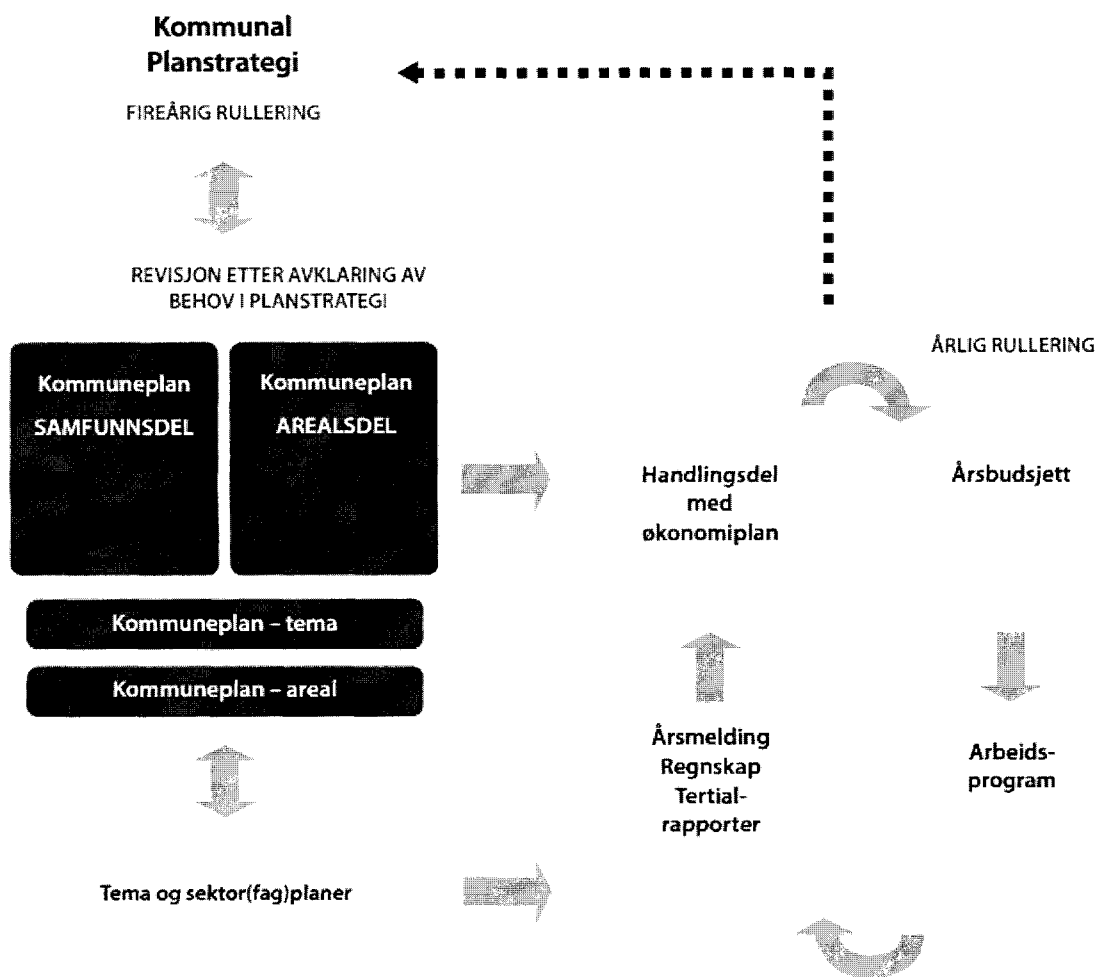 Kommunal
Planstrategi
FIREÅRIG RULLERING
REVISJON ETTER AVKLARING AV
BEHOV I PLANSTRATEGI
Kommuneplan
SAMFUNNSDEL
Kommuneplan
AREALSDEL
Kommuneplan – tema
Kommuneplan – areal
Tema og sektor(fag)planer
ÅRLIG RULLERING
Handlingsdel
med
økonomiplan
Årsbudsjett
Årsmelding
Regnskap
Tertial-
rapporter
Arbeids-
program